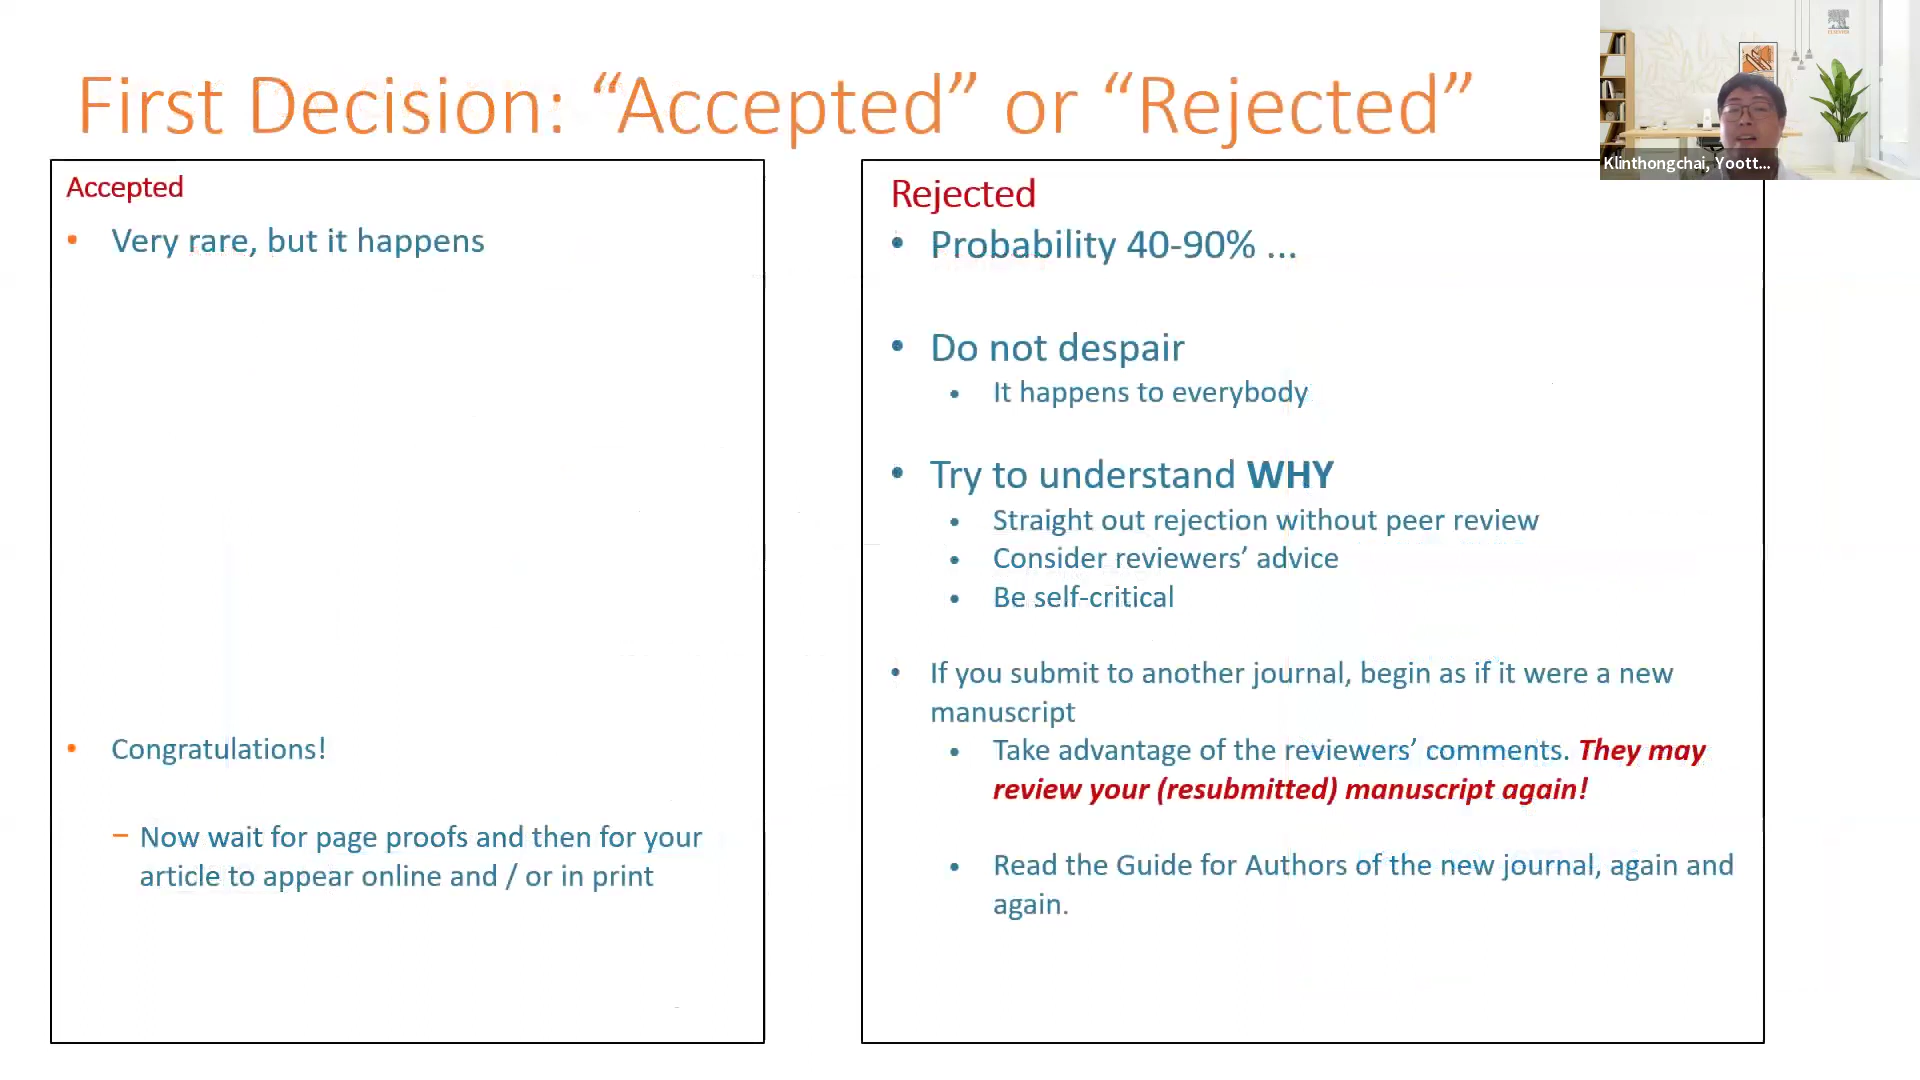 First Decision: “Accepted” or “Rejected”
Klinthongchai, Yoott...
Accepted
• Very rare, but it happens
• Congratulations!
– Now wait for page proofs and then for your
article to appear online and / or in print
Rejected
• Probability 40-90% ...
• Do not despair
• It happens to everybody
• Try to understand WHY
• Straight out rejection without peer review
• Consider reviewers’ advice
• Be self-critical
• If you submit to another journal, begin as if it were a new
manuscript
• Take advantage of the reviewers’ comments. They may
review your (resubmitted) manuscript again!
• Read the Guide for Authors of the new journal, again and
again.